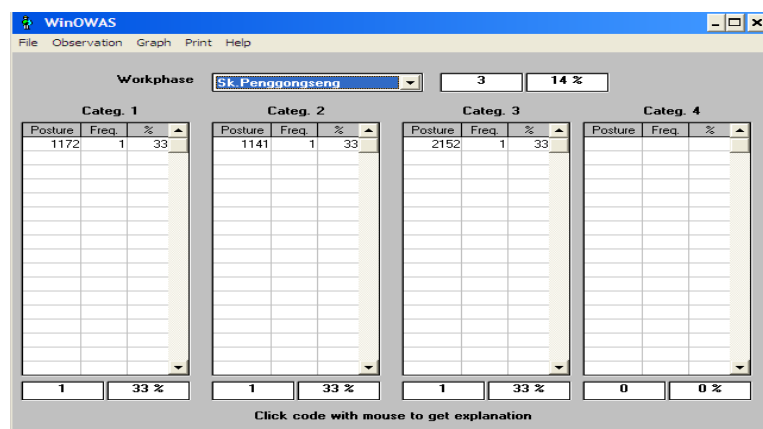 WinOWAS
File Observation Graph Print Help
Workphase Sk.Penggongseng 3 14 %
Categ. 1 Categ. 2 Categ. 3 Categ. 4
Posture Freq. % Posture Freq. % Posture Freq. % Posture Freq. %
1172 1 33 1141 1 33 2152 1 33
1 33 % 1 33 % 1 33 % 0 0 %
Click code with mouse to get explanation